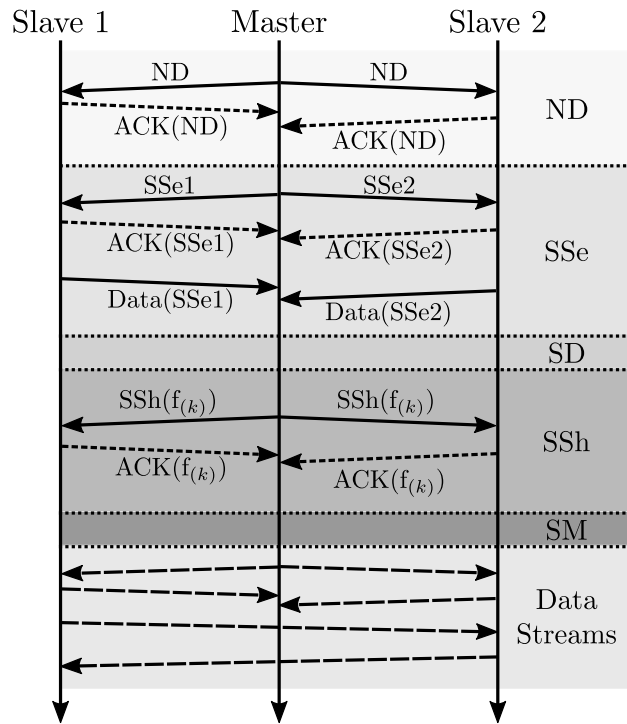 Slave 1 Master Slave 2
ND ND
ACK(ND) ACK(ND)
ND
SSe1 SSe2
ACK(SSe1) ACK(SSe2)
SSe
Data(SSe1) Data(SSe2)
SD
SSh(f(k)) SSh(f(k))
SSh
ACK(f(k)) ACK(f(k))
SM
Data
Streams